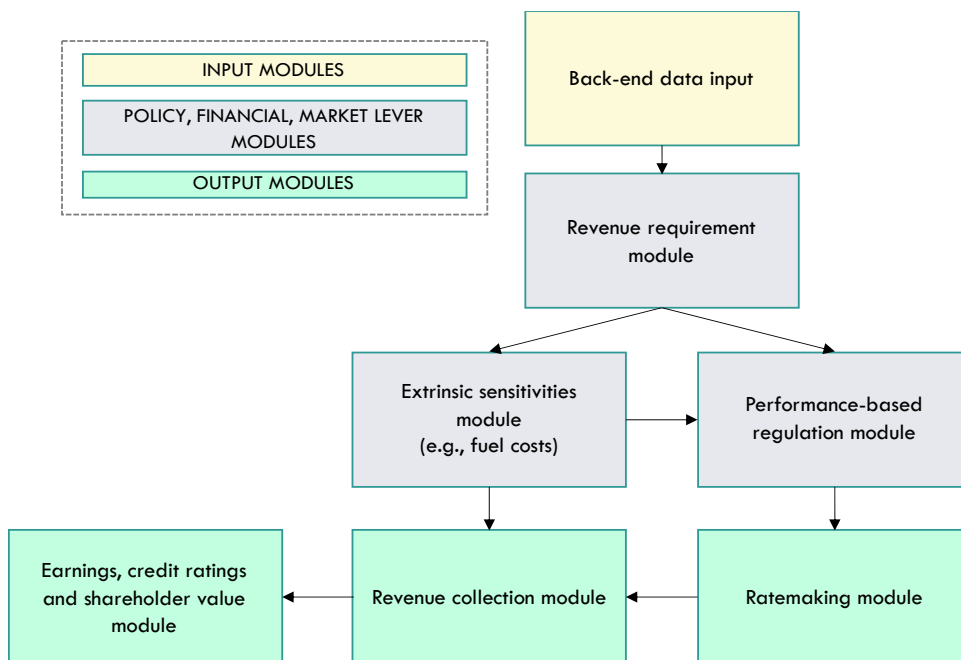 INPUT MODULES
POLICY, FINANCIAL, MARKET LEVER
MODULES
OUTPUT MODULES
Back-end data input
Revenue requirement
module
Extrinsic sensitivities
module
(e.g., fuel costs)
Performance-based
regulation module
Earnings, credit ratings
and shareholder value
module
Revenue collection module
Ratemaking module